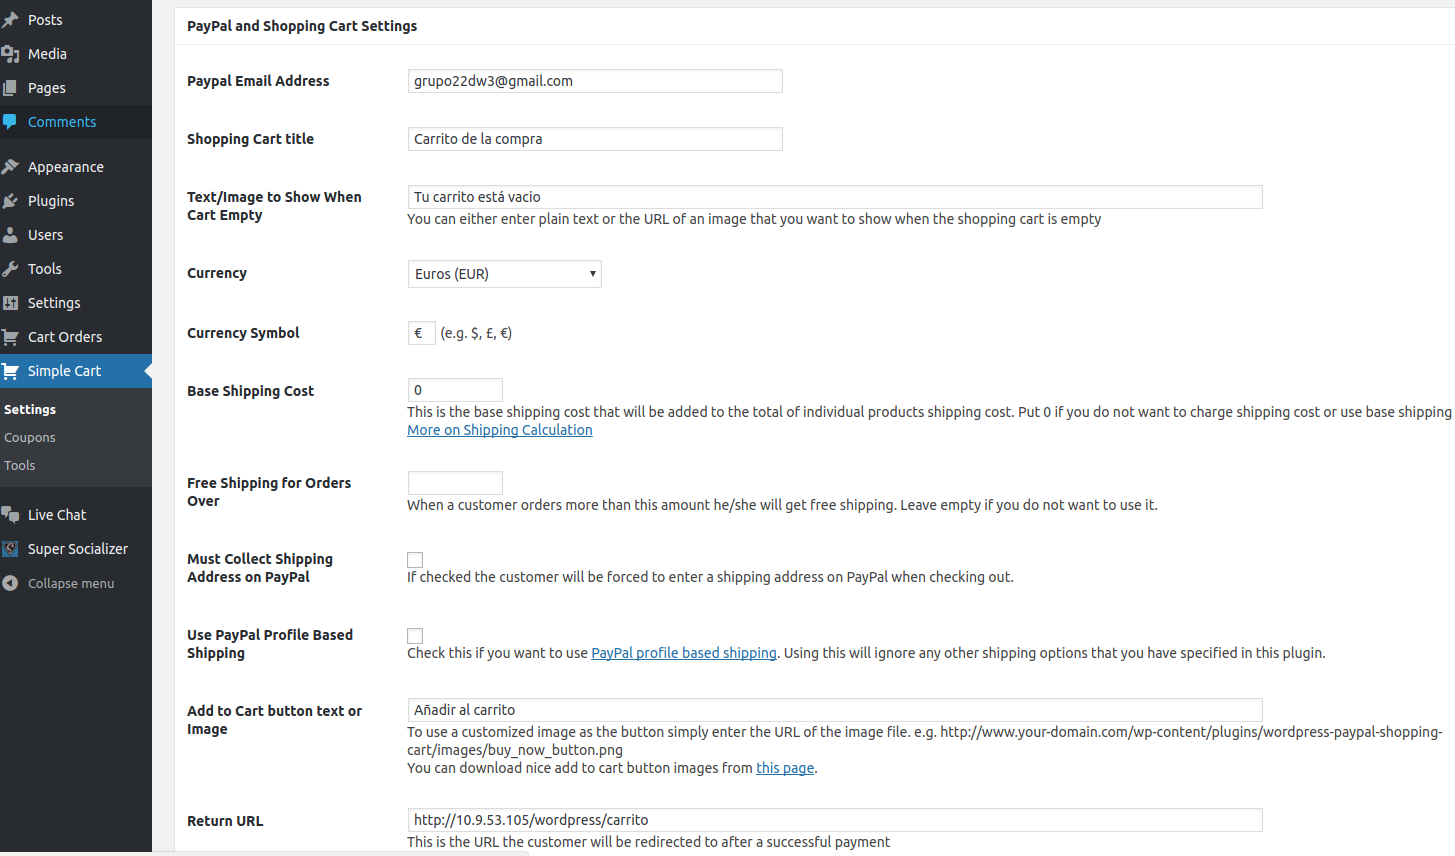 Posts
Media
Pages
Comments
Appearance
Plugins
Users
Tools
Settings
Cart Orders
Simple Cart
Settings
Coupons
Tools
Live Chat
Super Socializer
Collapse menu
PayPal and Shopping Cart Settings
Paypal Email Address
grupo22dw3@gmail.com
Shopping Cart title
Carrito de la compra
Text/Image to Show When
Cart Empty
Tu carrito está vacio
You can either enter plain text or the URL of an image that you want to show when the shopping cart is empty
Currency
Euros (EUR)
Currency Symbol
€ (e.g. $, £, €)
Base Shipping Cost
0
This is the base shipping cost that will be added to the total of individual products shipping cost. Put 0 if you do not want to charge shipping cost or use base shipping
More on Shipping Calculation
Free Shipping for Orders
Over
When a customer orders more than this amount he/she will get free shipping. Leave empty if you do not want to use it.
Must Collect Shipping
Address on PayPal
If checked the customer will be forced to enter a shipping address on PayPal when checking out.
Use PayPal Profile Based
Shipping
Check this if you want to use PayPal profile based shipping. Using this will ignore any other shipping options that you have specified in this plugin.
Add to Cart button text or
Image
Añadir al carrito
To use a customized image as the button simply enter the URL of the image file. e.g. http://www.your-domain.com/wp-content/plugins/wordpress-paypal-shopping-
cart/images/buy_now_button.png
You can download nice add to cart button images from this page.
Return URL
http://10.9.53.105/wordpress/carrito
This is the URL the customer will be redirected to after a successful payment